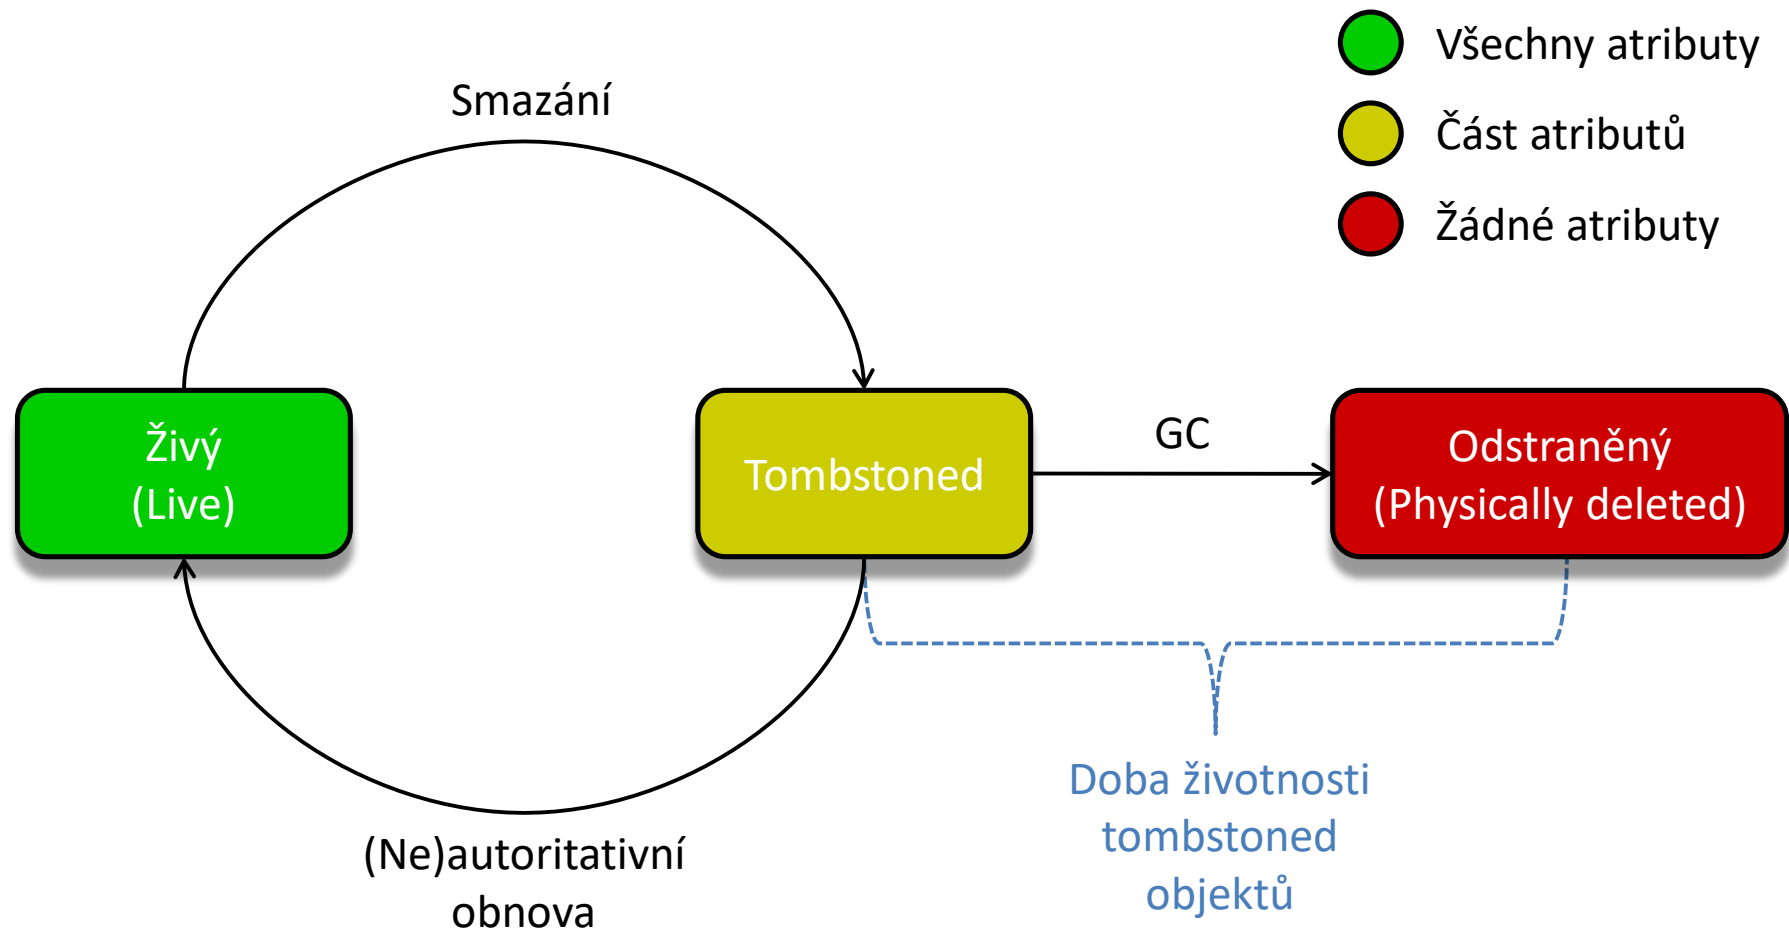 Všechny atributy
Část atributů
Žádné atributy
Smazání
Živý
(Live)
Tombstoned
GC
Odstraněný
(Physically deleted)
(Ne)autoritativní
obnova
Doba životnosti
tombstoned
objektů